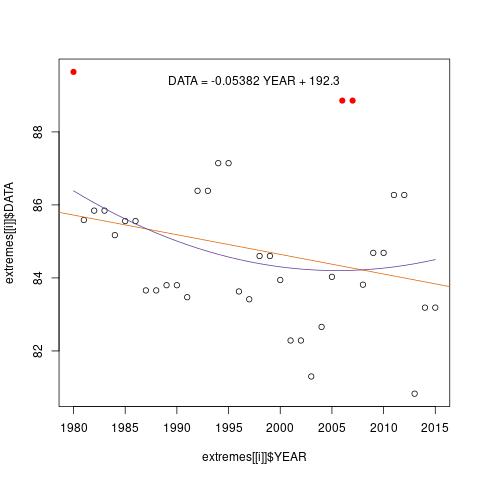 DATA = -0.05382 YEAR + 192.3
extremes[[i]]$DATA
88
86
84
82
1980 1985 1990 1995 2000 2005 2010 2015
extremes[[i]]$YEAR